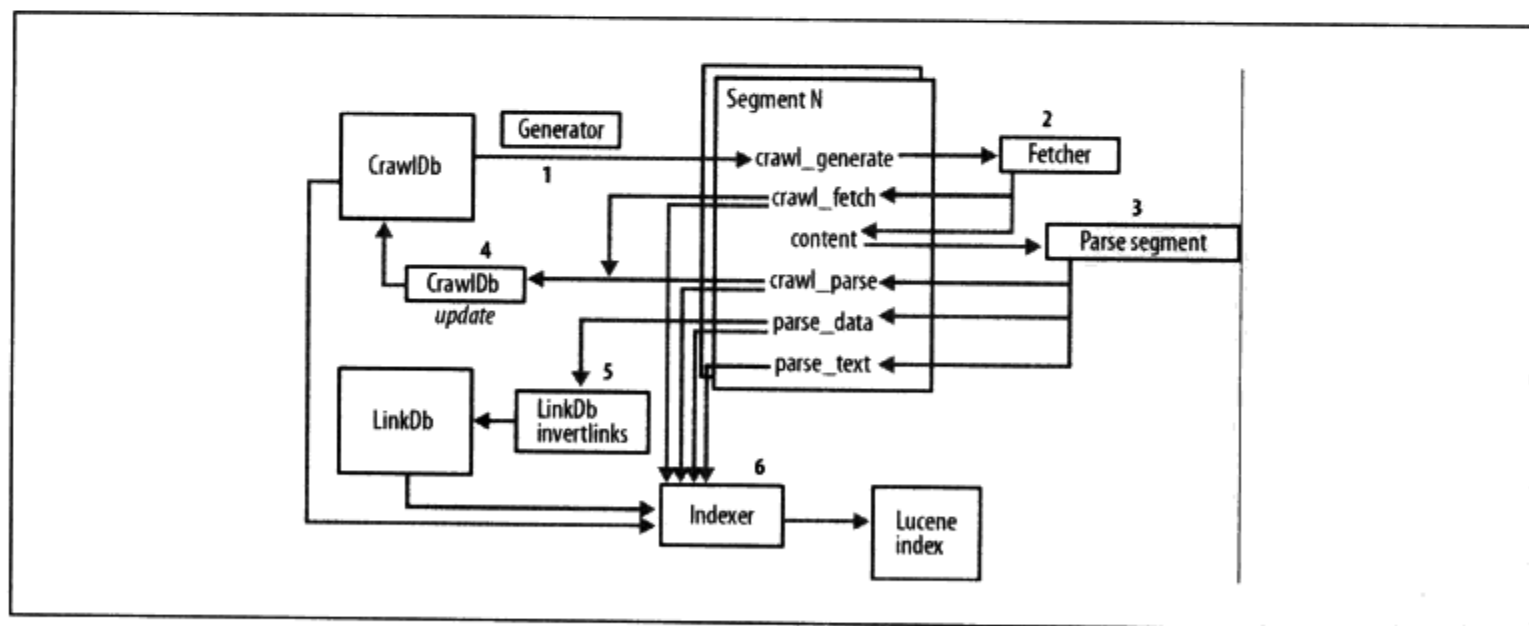 Segment N
Generator
2
CrawlDb
crawl_generate
Fetcher
1
crawl_fetch
3
content
Parse segment
4
CrawlDb
update
crawl_parse
parse_data
parse_text
5
LinkDb
LinkDb
invertlinks
6
Indexer
Lucene
index